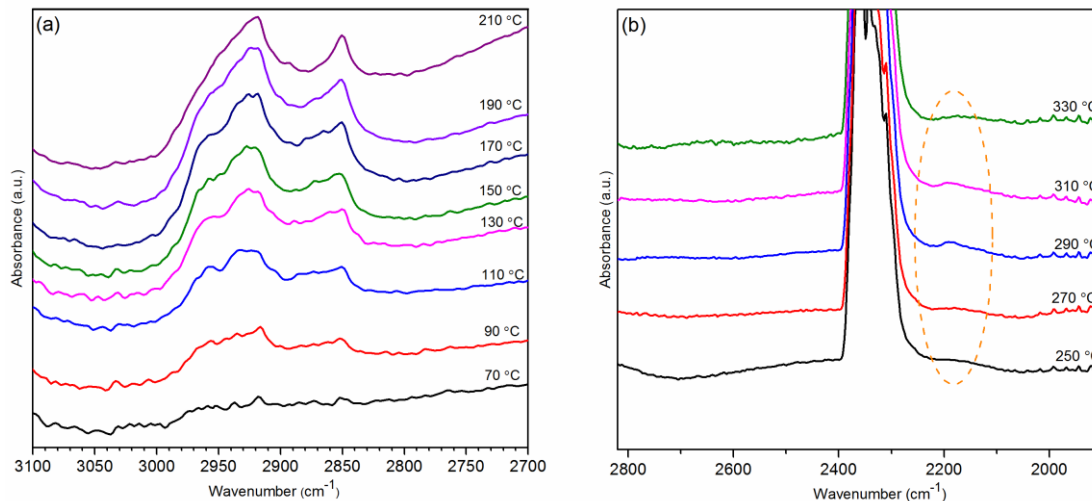 (a)
210 °C
190 °C
170 °C
150 °C
130 °C
110 °C
90 °C
70 °C
Absorbance (a.u.)
3100 3050 3000 2950 2900 2850 2800 2750 2700
Wavenumber (cm⁻¹)
(b)
330 °C
310 °C
290 °C
270 °C
250 °C
Absorbance (a.u.)
2800 2600 2400 2200 2000
Wavenumber (cm⁻¹)